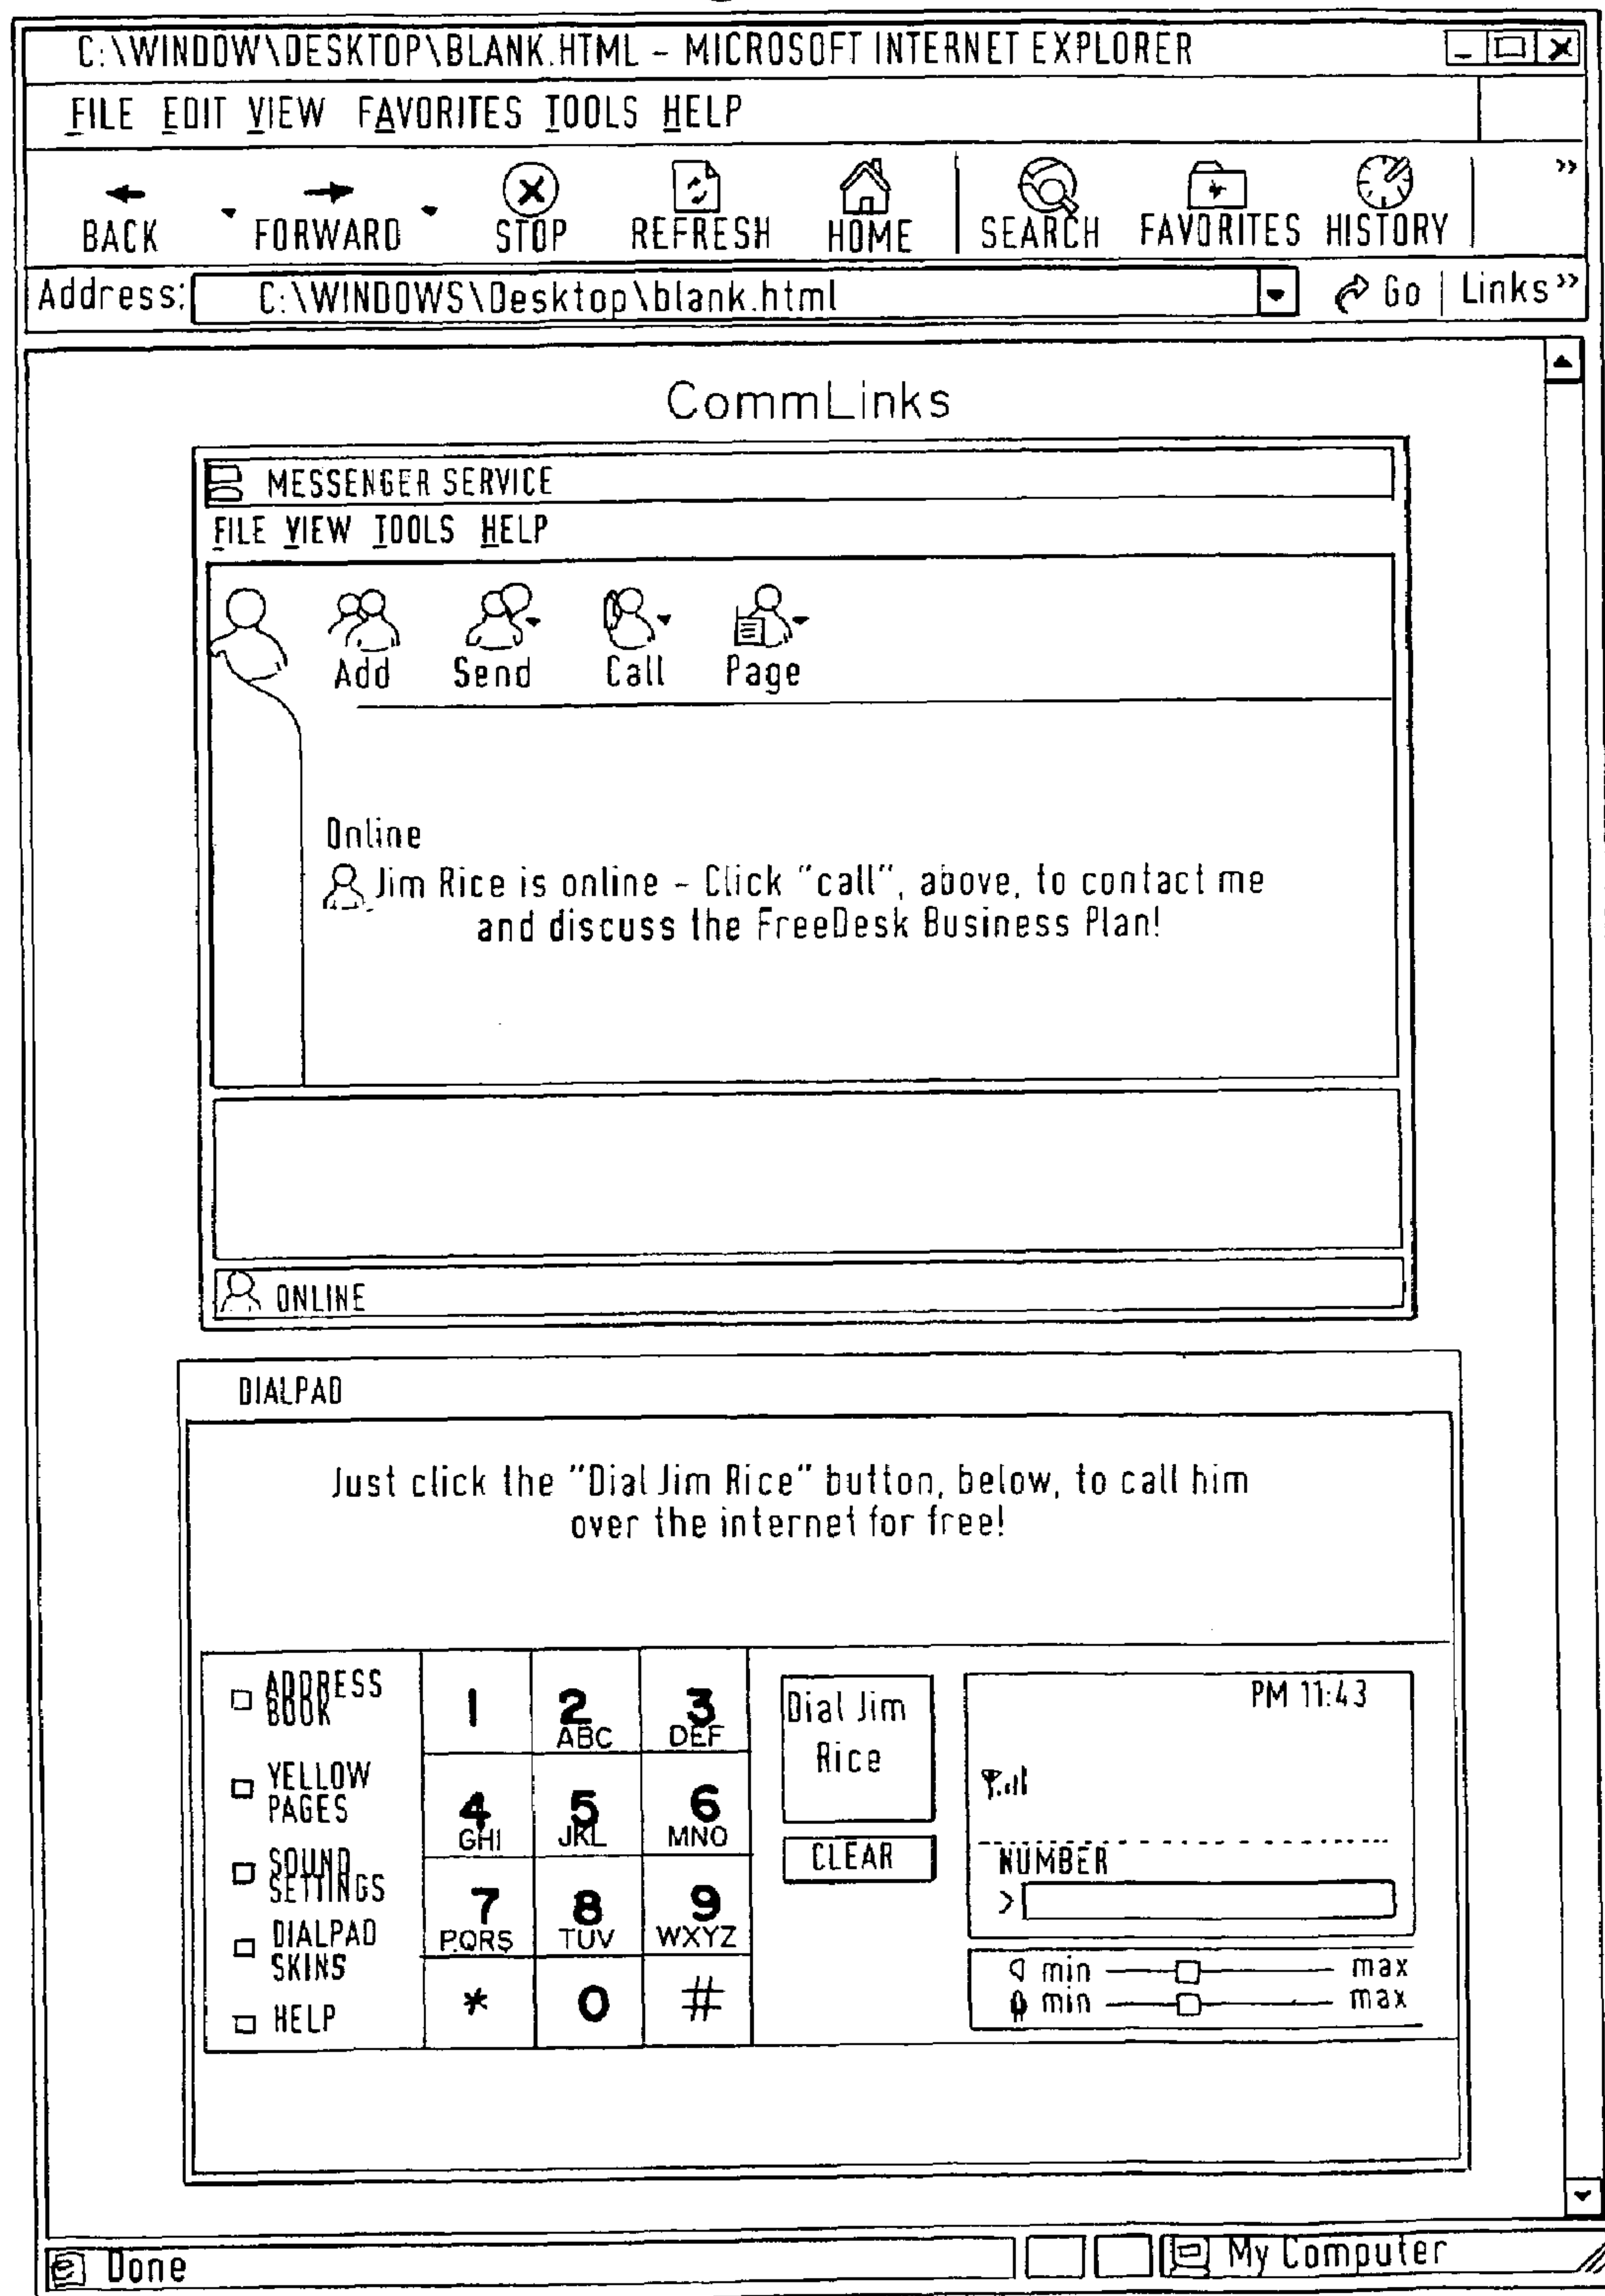 C:\WINDOW\DESKTOP\BLANK.HTML – MICROSOFT INTERNET EXPLORER
FILE EDIT VIEW FAVORITES TOOLS HELP
BACK FORWARD STOP REFRESH HOME SEARCH FAVORITES HISTORY »
Address: C:\WINDOWS\Desktop\blank.html Go Links»
CommLinks
MESSENGER SERVICE
FILE VIEW TOOLS HELP
Add Send Call Page
Online
Jim Rice is online - Click "call", above, to contact me
and discuss the FreeDesk Business Plan!
ONLINE
DIALPAD
Just click the "Dial Jim Rice" button, below, to call him
over the internet for free!
ADDRESS
BOOK
YELLOW
PAGES
SOUND
SETTINGS
DIALPAD
SKINS
HELP
1 2 3
ABC DEF
4 5 6
GHI JKL MNO
7 8 9
PQRS TUV WXYZ
* 0 #
Dial Jim
Rice
CLEAR
PM 11:43
NUMBER
>
min max
min max
Done My Computer